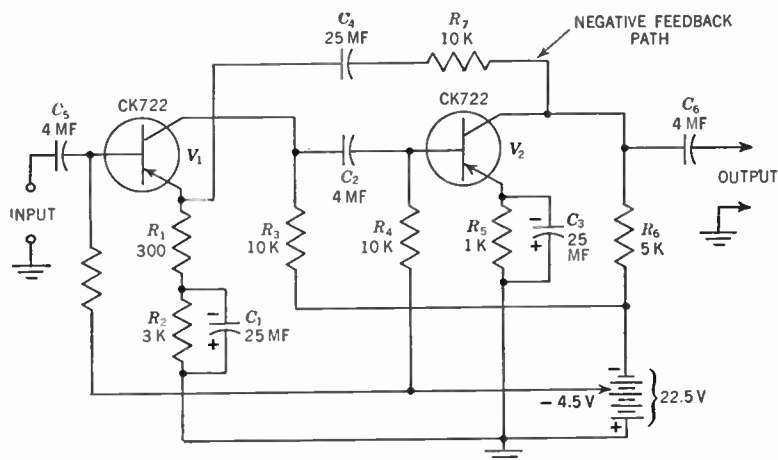 C4
25 MF
R7
10 K
NEGATIVE FEEDBACK
PATH
C5
4 MF
CK722
V1
CK722
V2
C6
4 MF
INPUT
OUTPUT
C2
4 MF
R1
300
R3
10 K
R4
10 K
R5
1 K
-
+
C3
25
MF
R6
5 K
R2
3 K
-
+
C1
25 MF
-
- 4.5 V
22.5 V
+